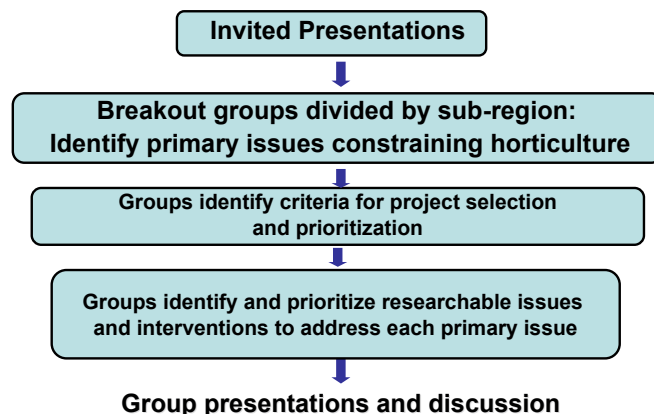 Invited Presentations
Breakout groups divided by sub-region:
Identify primary issues constraining horticulture
Groups identify criteria for project selection
and prioritization
Groups identify and prioritize researchable issues
and interventions to address each primary issue
Group presentations and discussion